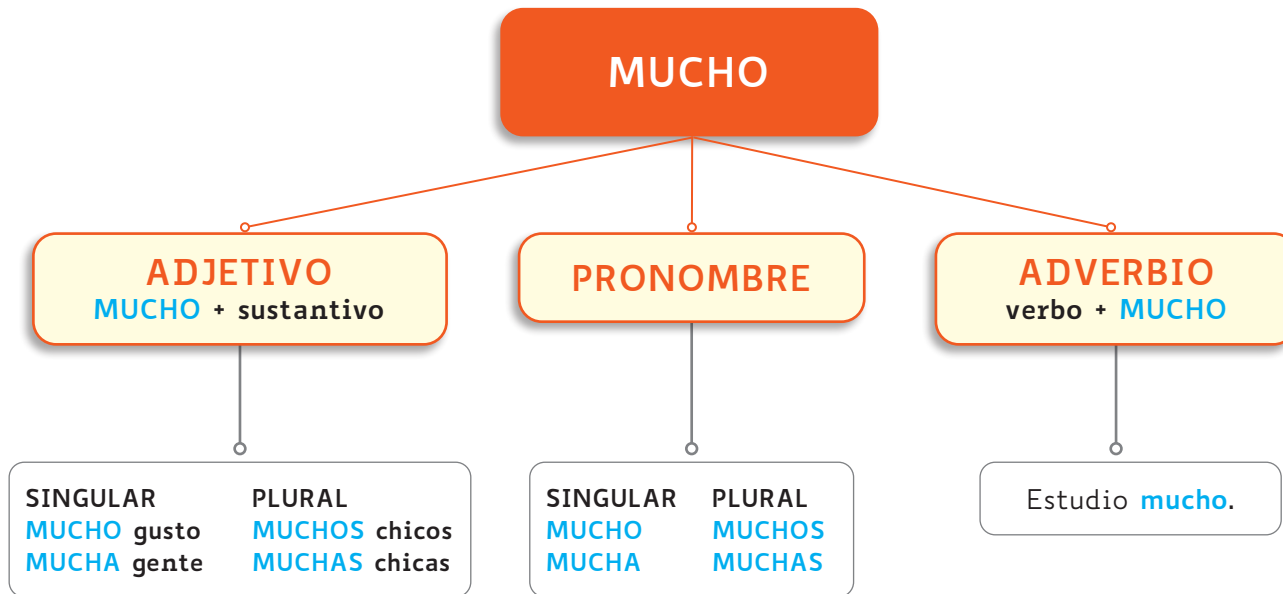 MUCHO
ADJETIVO
MUCHO + sustantivo
PRONOMBRE
ADVERBIO
verbo + MUCHO
SINGULAR PLURAL
MUCHO gusto MUCHOS chicos
MUCHA gente MUCHAS chicas
SINGULAR PLURAL
MUCHO MUCHOS
MUCHA MUCHAS
Estudio mucho.